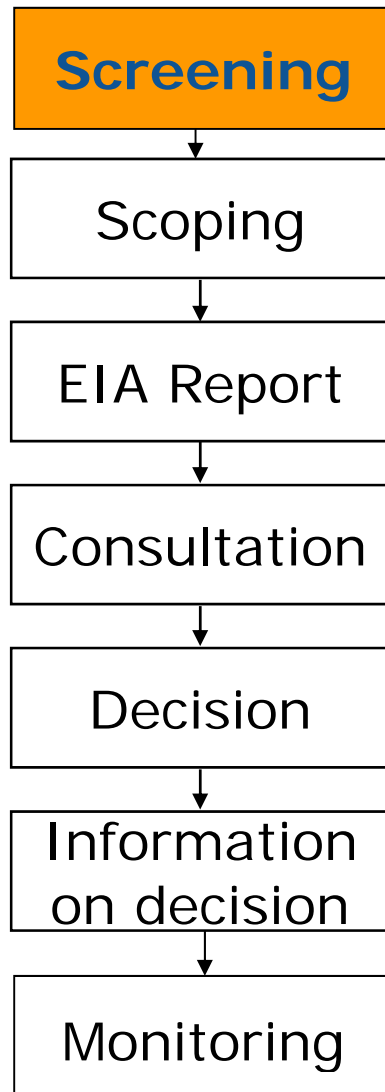 Screening
Scoping
EIA Report
Consultation
Decision
Information
on decision
Monitoring